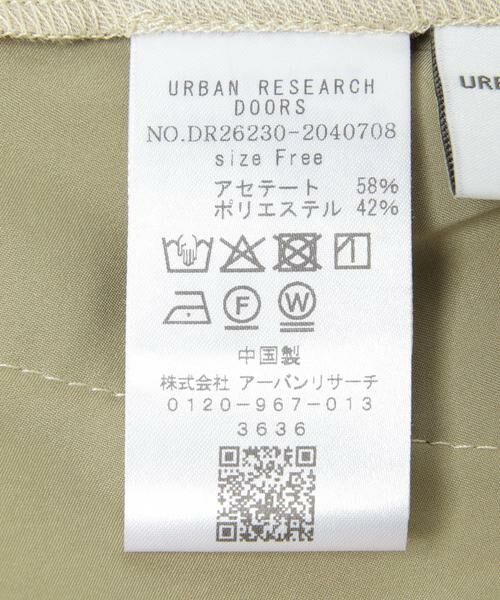 URBAN RESEARCH
DOORS
NO.DR26230-2040708
size Free
アセテート 58%
ポリエステル 42%
F W
中国製
株式会社 アーバンリサーチ
0120-967-013
3636